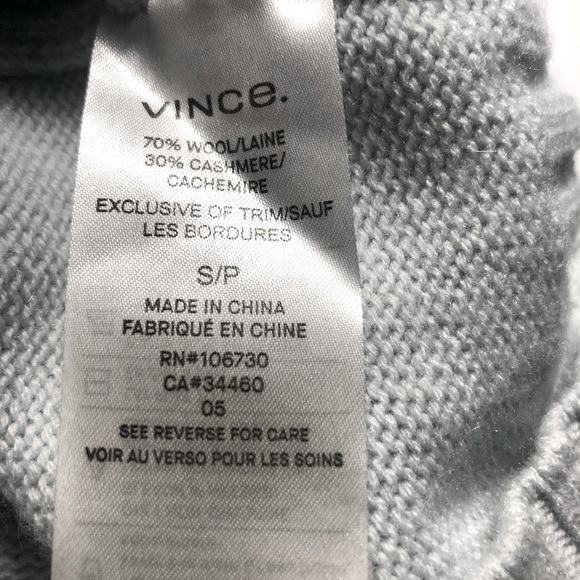 VINCe.
70% WOOL/LAINE
30% CASHMERE/
CACHEMIRE
EXCLUSIVE OF TRIM/SAUF
LES BORDURES
S/P
MADE IN CHINA
FABRIQUÉ EN CHINE
RN#106730
CA#34460
05
SEE REVERSE FOR CARE
VOIR AU VERSO POUR LES SOINS